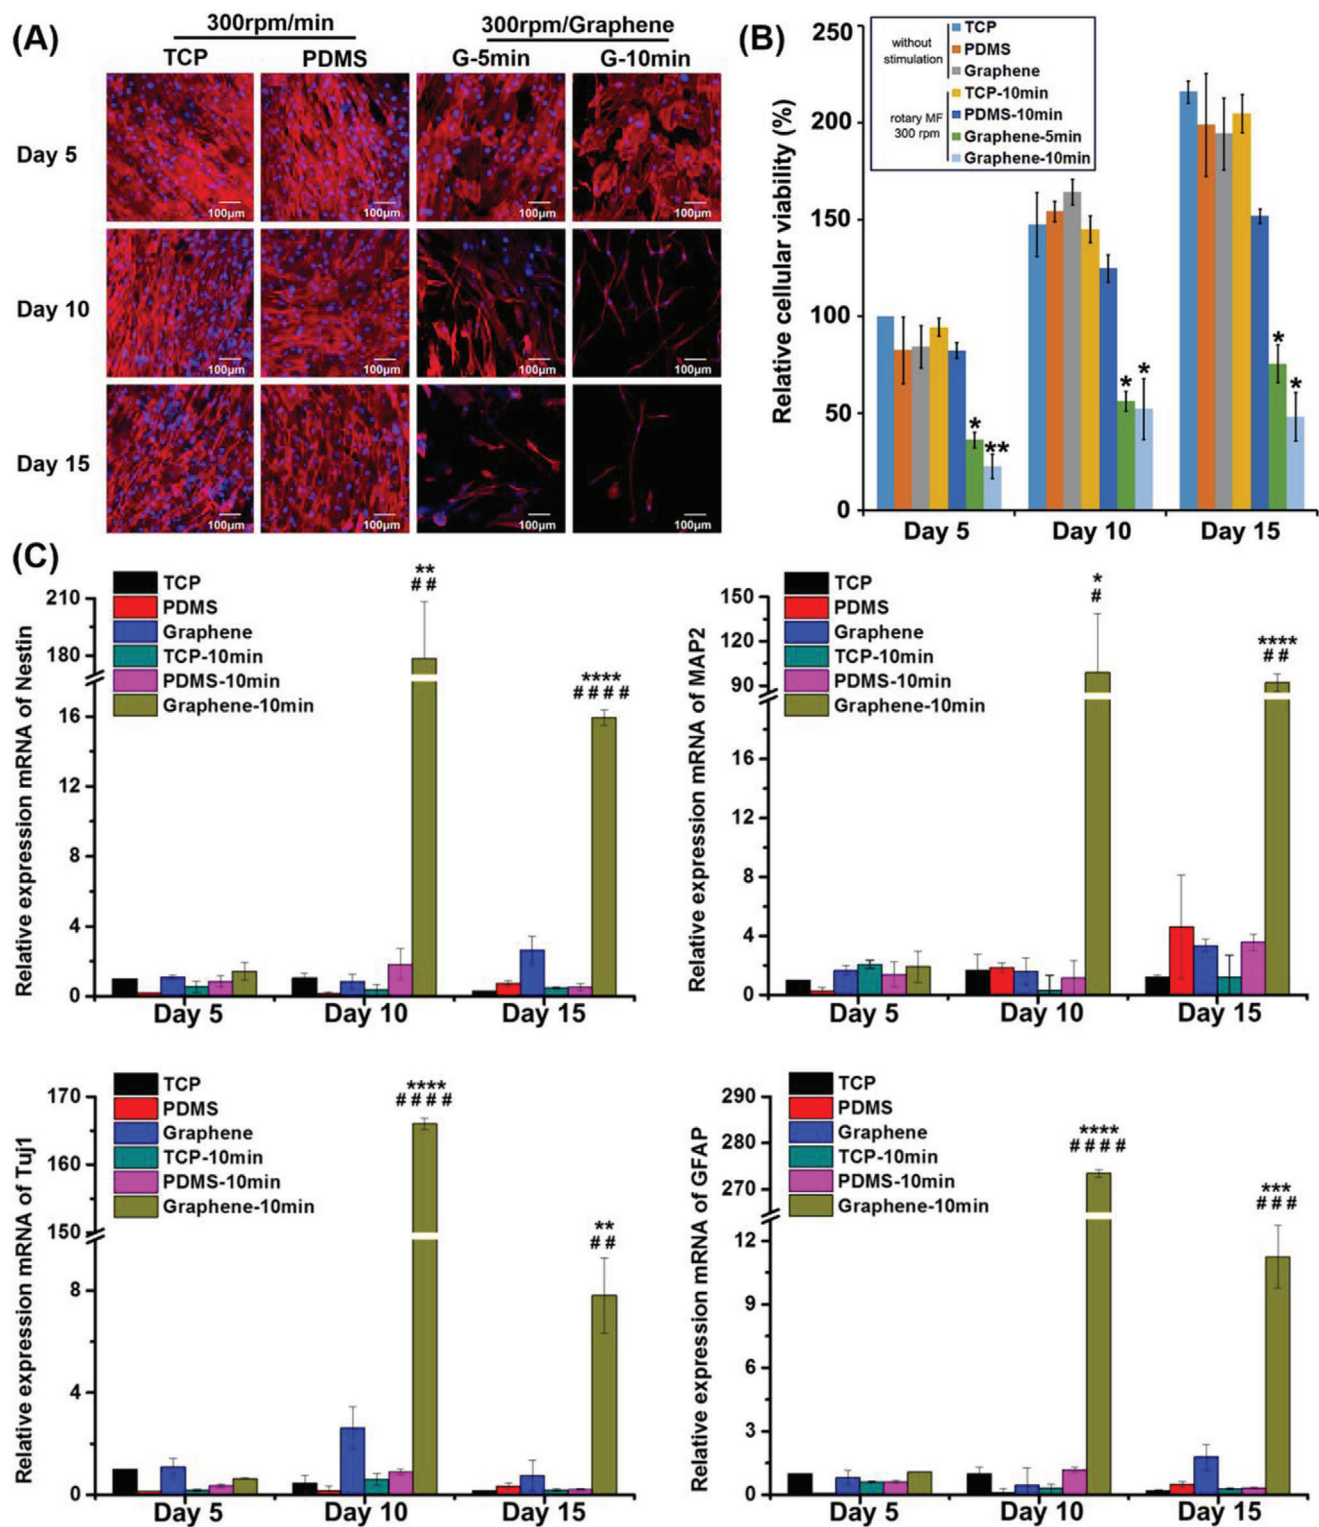 (A)
300rpm/min
300rpm/Graphene
TCP
PDMS
G-5min
G-10min
Day 5
100μm
100μm
100μm
100μm
Day 10
100μm
100μm
100μm
100μm
Day 15
100μm
100μm
100μm
100μm
(B)
Relative cellular viability (%)
250
200
150
100
50
0
without
stimulation
rotary MF
300 rpm
TCP
PDMS
Graphene
TCP-10min
PDMS-10min
Graphene-5min
Graphene-10min
*
**
*
*
*
*
Day 5
Day 10
Day 15
(C)
Relative expression mRNA of Nestin
210
180
16
12
8
4
0
TCP
PDMS
Graphene
TCP-10min
PDMS-10min
Graphene-10min
**
##
****
####
Day 5
Day 10
Day 15
Relative expression mRNA of MAP2
150
120
90
16
12
8
4
0
TCP
PDMS
Graphene
TCP-10min
PDMS-10min
Graphene-10min
*
#
****
##
Day 5
Day 10
Day 15
Relative expression mRNA of Tuj1
170
160
150
8
4
0
TCP
PDMS
Graphene
TCP-10min
PDMS-10min
Graphene-10min
****
####
**
##
Day 5
Day 10
Day 15
Relative expression mRNA of GFAP
290
280
270
12
9
6
3
0
TCP
PDMS
Graphene
TCP-10min
PDMS-10min
Graphene-10min
****
####
***
###
Day 5
Day 10
Day 15